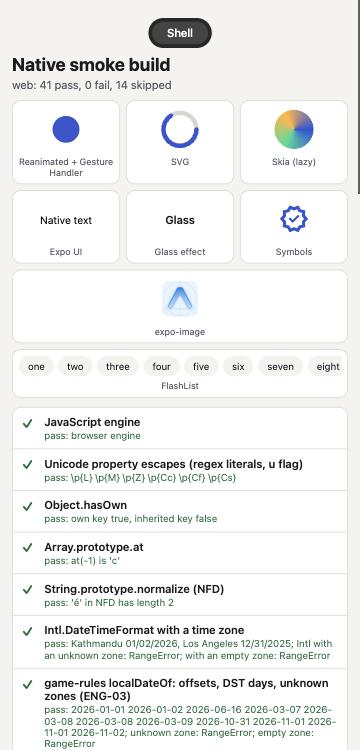 Shell
Native smoke build
web: 41 pass, 0 fail, 14 skipped
Reanimated + Gesture
Handler
SVG
Skia (lazy)
Native text
Expo UI
Glass
Glass effect
Symbols
expo-image
one two three four five six seven eight
FlashList
JavaScript engine
pass: browser engine
Unicode property escapes (regex literals, u flag)
pass: \p{L} \p{M} \p{Z} \p{Cc} \p{Cf} \p{Cs}
Object.hasOwn
pass: own key true, inherited key false
Array.prototype.at
pass: at(-1) is 'c'
String.prototype.normalize (NFD)
pass: 'é' in NFD has length 2
Intl.DateTimeFormat with a time zone
pass: Kathmandu 01/02/2026, Los Angeles 12/31/2025; Intl with
an unknown zone: RangeError; with an empty zone: RangeError
game-rules localDateOf: offsets, DST days, unknown
zones (ENG-03)
pass: 2026-01-01 2026-01-02 2026-06-16 2026-03-07 2026-
03-08 2026-03-08 2026-03-09 2026-10-31 2026-11-01 2026-
11-01 2026-11-02; unknown zone: RangeError; empty zone:
RangeError